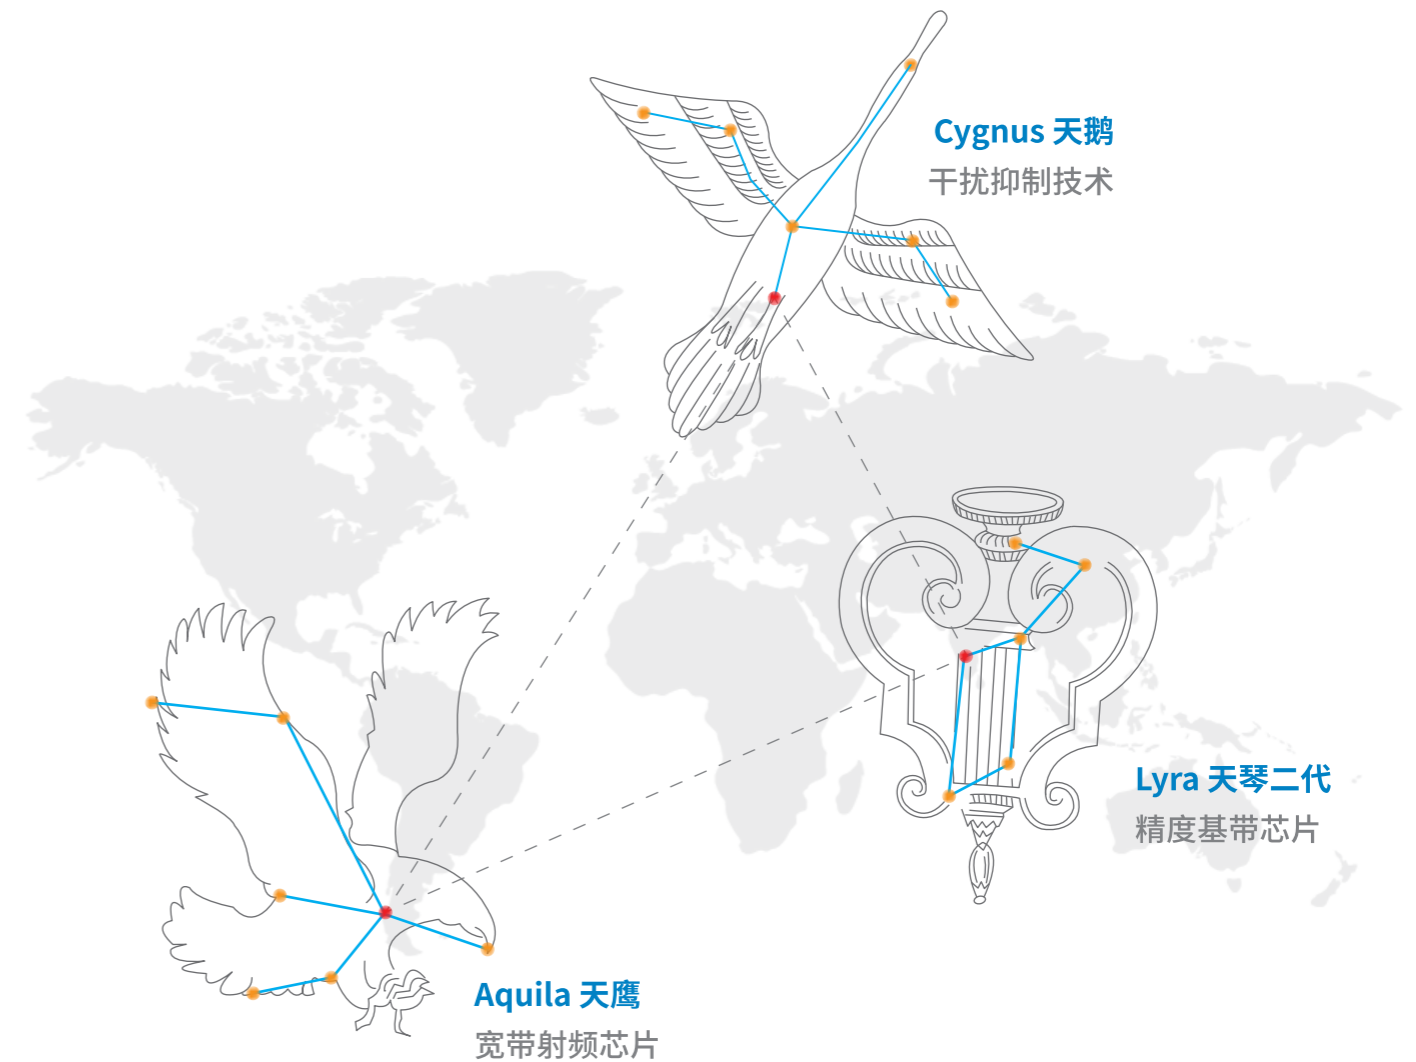 Cygnus 天鹅
干扰抑制技术
Lyra 天琴二代
精度基带芯片
Aquila 天鹰
宽带射频芯片